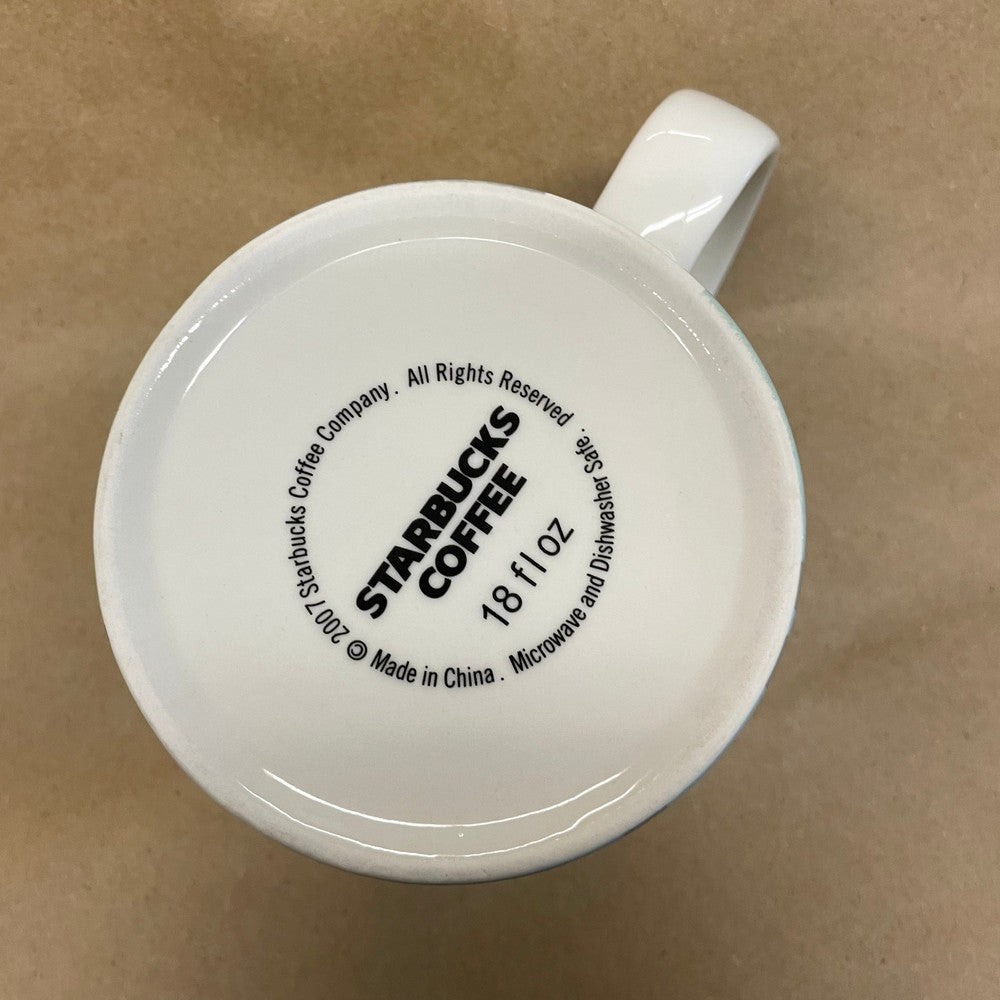 © 2007 Starbucks Coffee Company. All Rights Reserved.
STARBUCKS
COFFEE
18 fl oz
Made in China. Microwave and Dishwasher Safe.